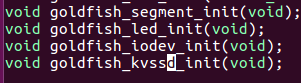 void goldfish_segment_init(void);
void goldfish_led_init(void);
void goldfish_iodev_init(void);
void goldfish_kvssd_init(void);